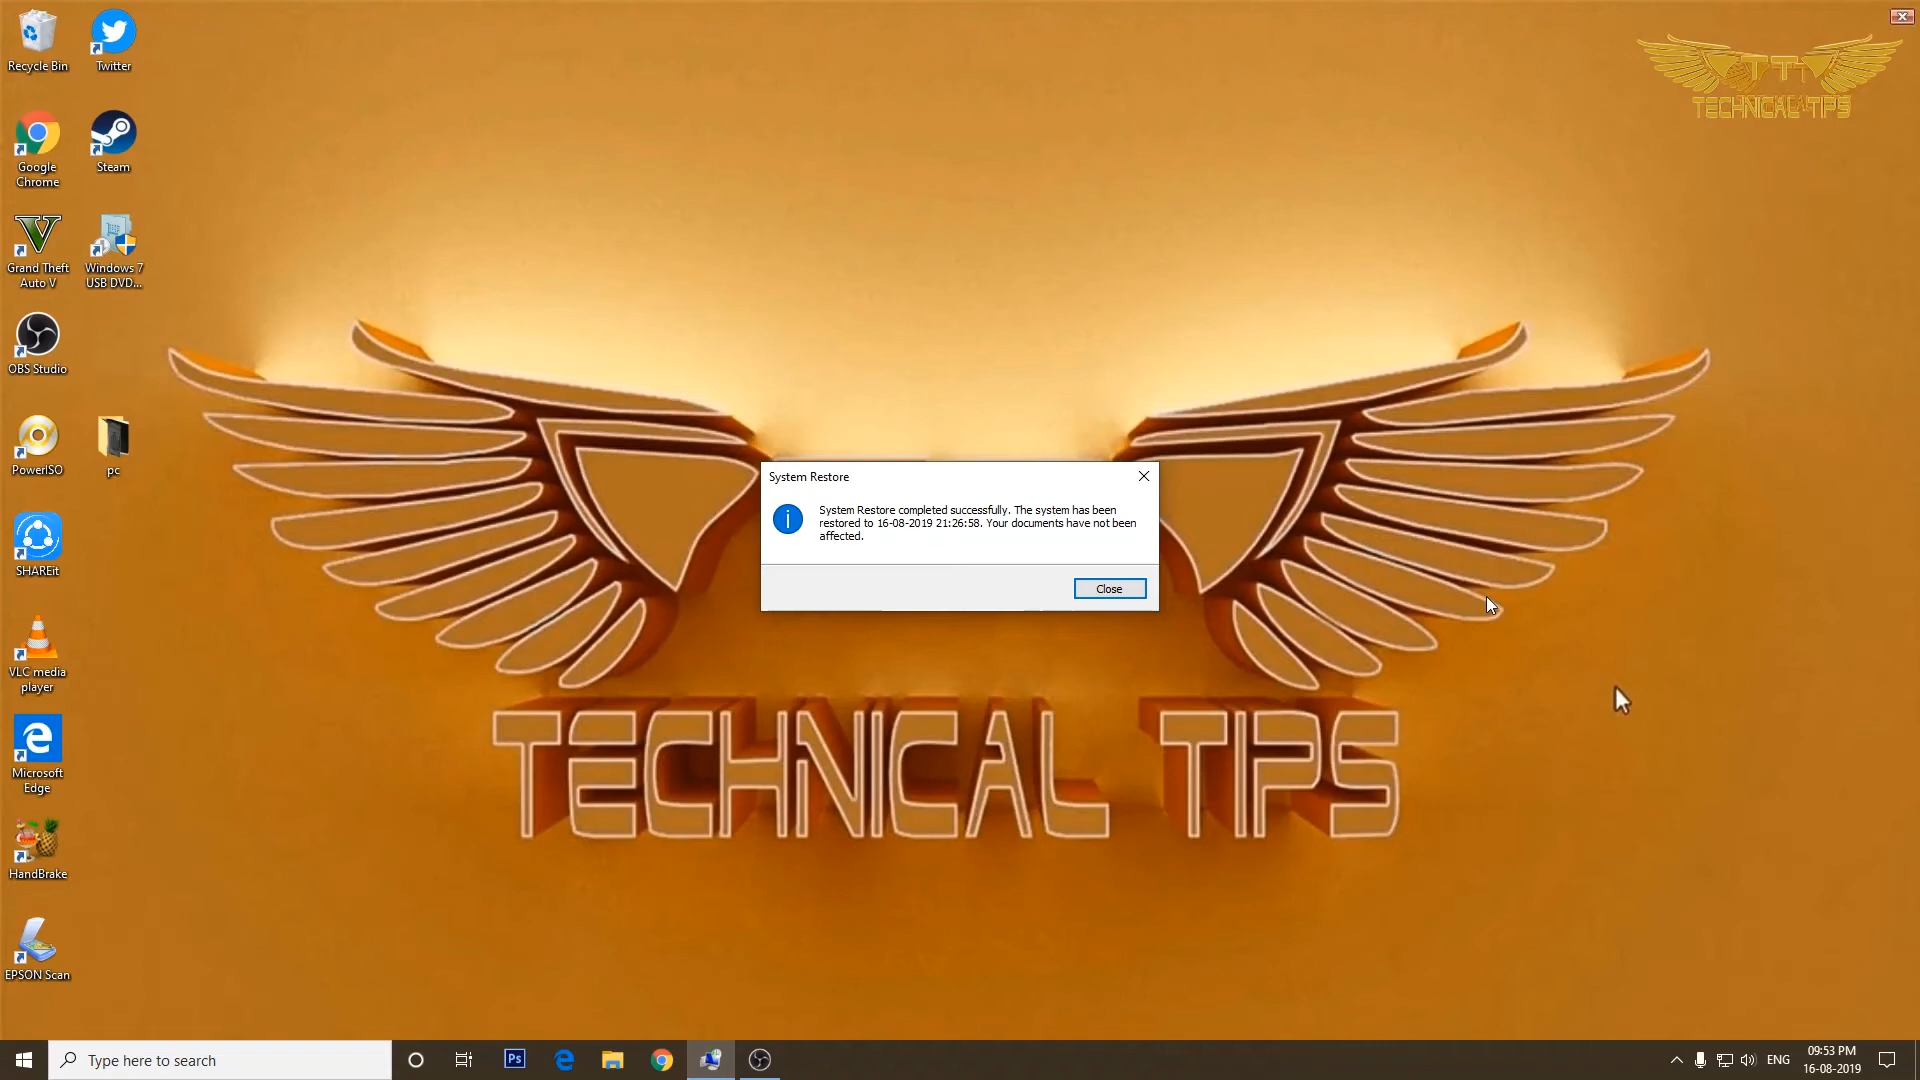 Recycle Bin
Twitter
TECHNICAL TIPS
Google
Chrome
Steam
Grand Theft
Auto V
Windows 7
USB DVD...
OBS Studio
PowerISO
pc
System Restore
System Restore completed successfully. The system has been
restored to 16-08-2019 21:26:58. Your documents have not been
affected.
Close
SHAREit
VLC media
player
TECHNICAL TIPS
Microsoft
Edge
HandBrake
EPSON Scan
Type here to search
Ps
ENG
09:53 PM
16-08-2019